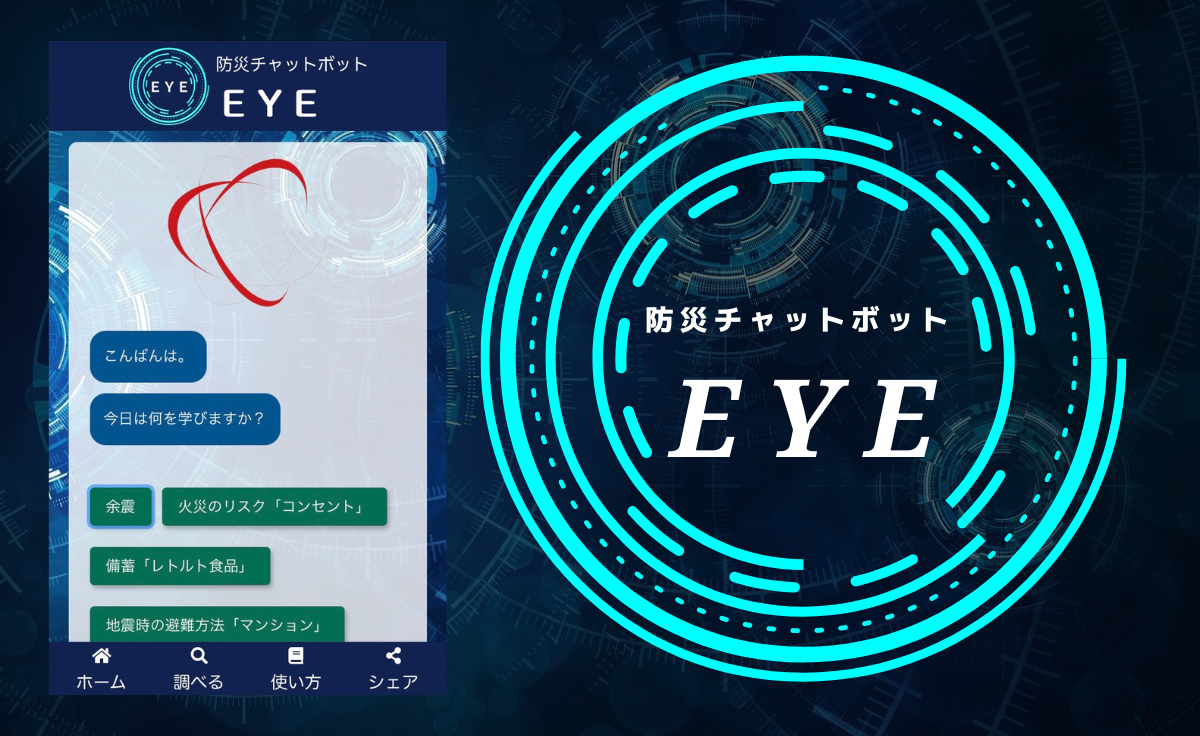 EYE
防災チャットボット
EYE
こんばんは。
今日は何を学びますか？
余震
火災のリスク「コンセント」
備蓄「レトルト食品」
地震時の避難方法「マンション」
ホーム
調べる
使い方
シェア
防災チャットボット
EYE